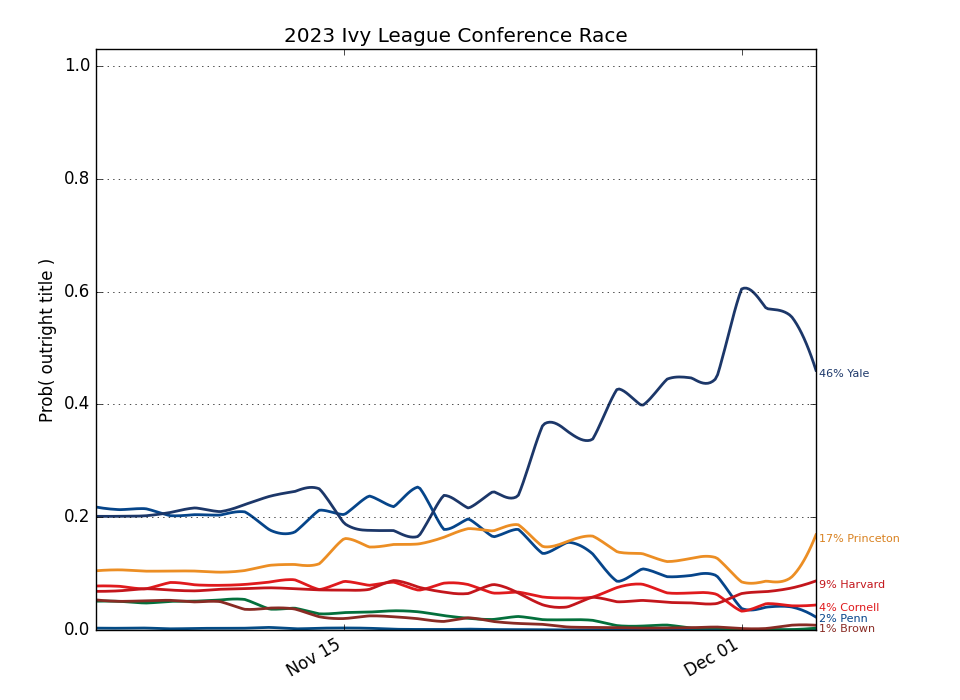 2023 Ivy League Conference Race
Prob( outright title )
1.0
0.8
0.6
0.4
0.2
0.0
Nov 15
Dec 01
46% Yale
17% Princeton
9% Harvard
4% Cornell
2% Penn
1% Brown